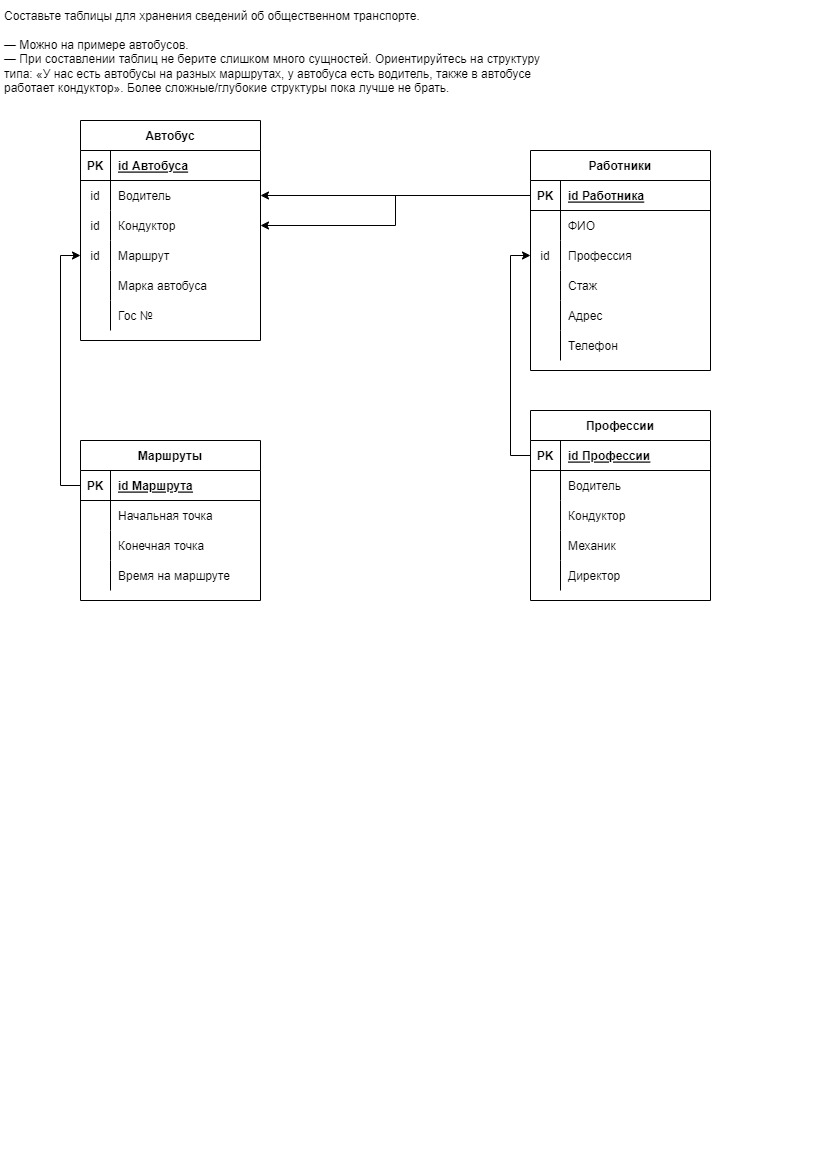 Составьте таблицы для хранения сведений об общественном транспорте.
— Можно на примере автобусов.
— При составлении таблиц не берите слишком много сущностей. Ориентируйтесь на структуру
типа: «У нас есть автобусы на разных маршрутах, у автобуса есть водитель, также в автобусе
работает кондуктор». Более сложные/глубокие структуры пока лучше не брать.
Автобус
PK id Автобуса
id Водитель
id Кондуктор
id Маршрут
Марка автобуса
Гос №
Работники
PK id Работника
ФИО
id Профессия
Стаж
Адрес
Телефон
Маршруты
PK id Маршрута
Начальная точка
Конечная точка
Время на маршруте
Профессии
PK id Профессии
Водитель
Кондуктор
Механик
Директор